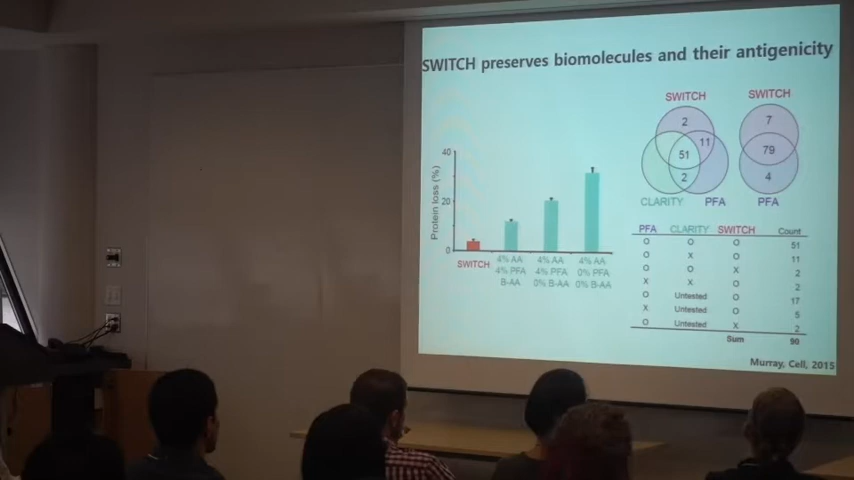 SWITCH preserves biomolecules and their antigenicity
Protein loss (%)
40
20
0
SWITCH
4% AA
4% PFA
B-AA
4% AA
4% PFA
0% B-AA
4% AA
0% PFA
0% B-AA
SWITCH
2
11
51
2
CLARITY
PFA
SWITCH
7
79
4
PFA
PFA CLARITY SWITCH Count
O O O 51
O X O 11
O O X 2
X X O 2
O Untested O 17
X Untested O 5
O Untested X 2
Sum 90
Murray, Cell, 2015